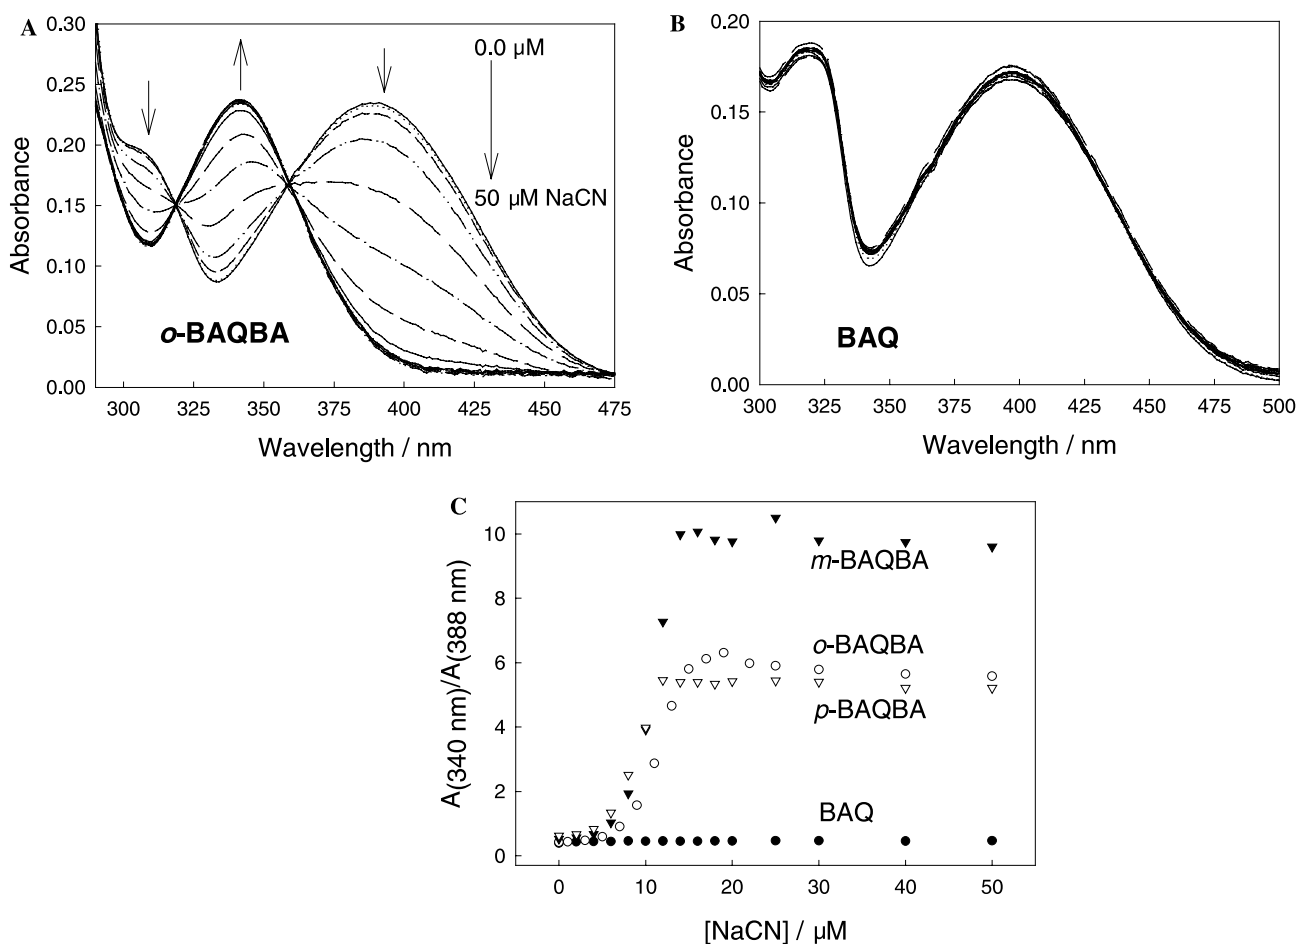 A
0.30
0.25
0.20
0.15
0.10
0.05
0.00
Absorbance
0.0 µM
50 µM NaCN
o-BAQBA
300 325 350 375 400 425 450 475
Wavelength / nm
B
0.20
0.15
0.10
0.05
0.00
Absorbance
BAQ
300 325 350 375 400 425 450 475 500
Wavelength / nm
C
10
8
6
4
2
0
A(340 nm)/A(388 nm)
m-BAQBA
o-BAQBA
p-BAQBA
BAQ
0 10 20 30 40 50
[NaCN] / µM